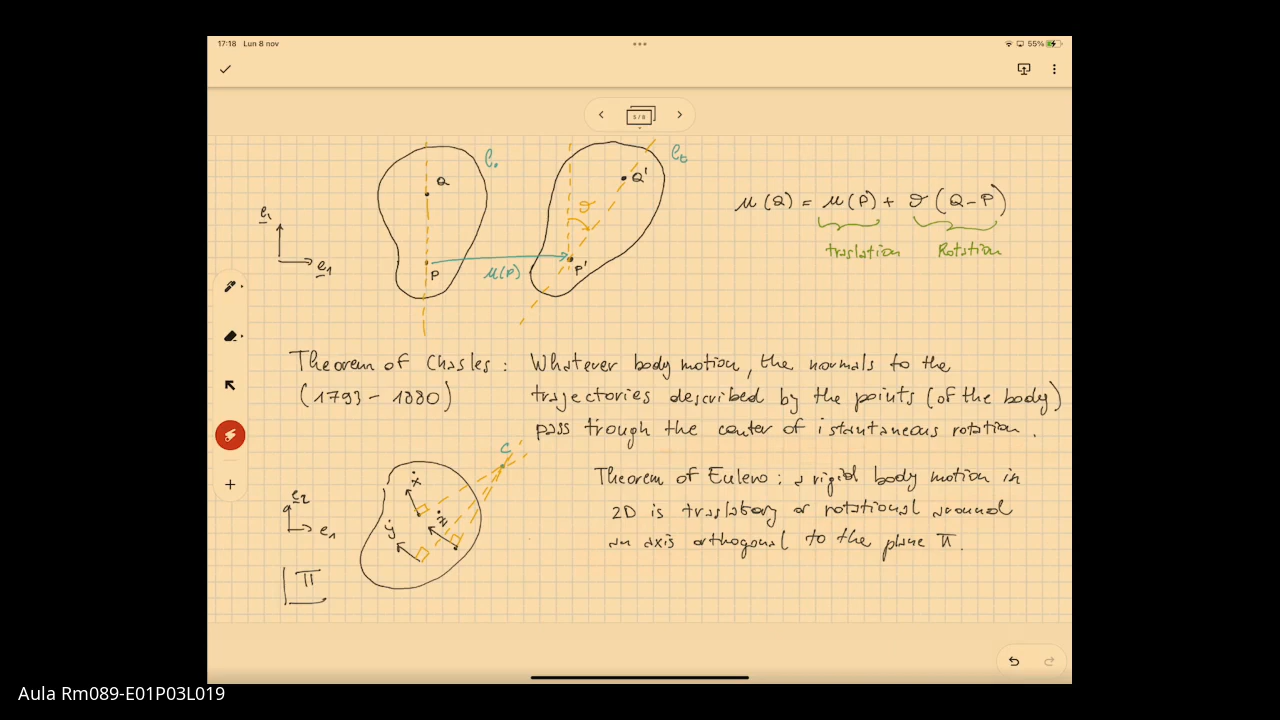 17:18 Lun 8 nov
55%
5/8
Q
Q'
P
P'
u(P)
ϑ
e1
u(Q) = u(P) + ϑ(Q-P)
traslation Rotation
Theorem of Chasles : Whatever body motion, the normals to the
(1793 - 1880) trajectories described by the points (of the body)
pass trough the center of istantaneous rotation.
C
ẋ
ẏ
e2
e1
π
Theorem of Eulero : a rigid body motion in
2D is traslatory or rotational around
an axis orthogonal to the plane π.
Aula Rm089-E01P03L019